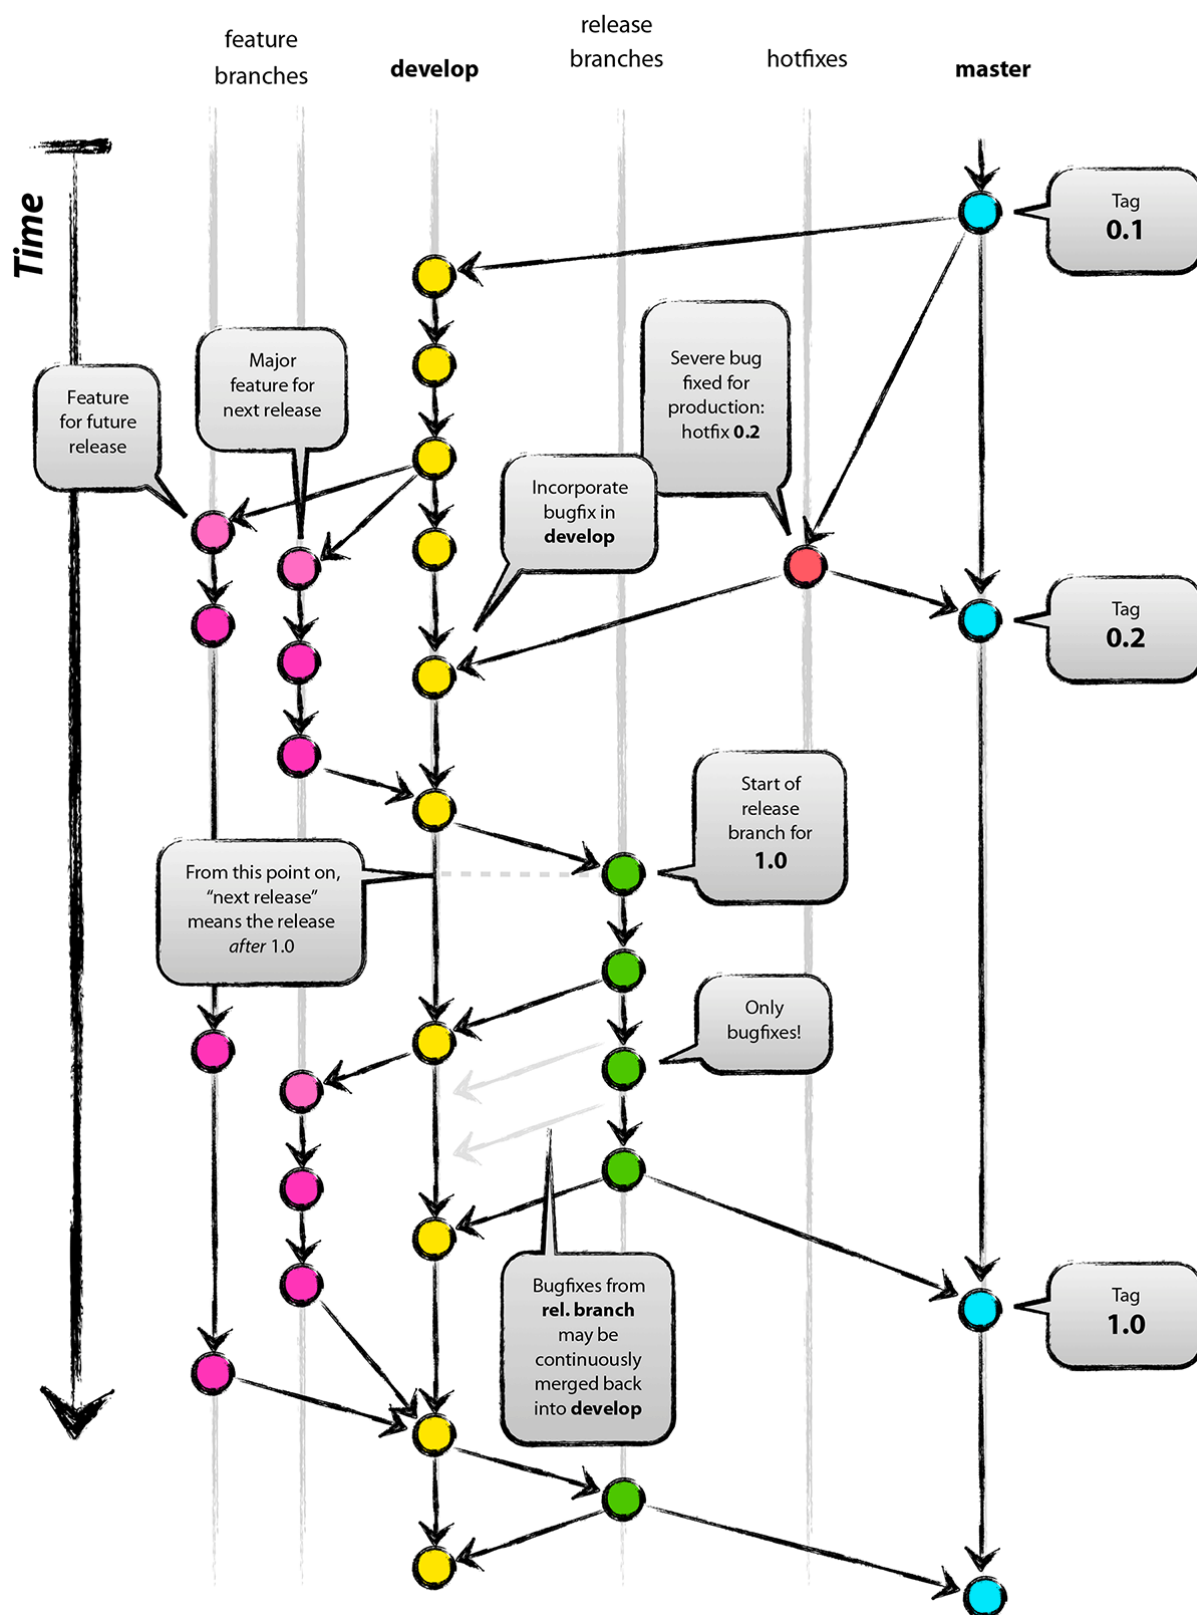 feature
branches
develop
release
branches
hotfixes
master
Time
Tag
0.1
Major
feature for
next release
Feature
for future
release
Severe bug
fixed for
production:
hotfix 0.2
Incorporate
bugfix in
develop
Tag
0.2
Start of
release
branch for
1.0
From this point on,
“next release”
means the release
after 1.0
Only
bugfixes!
Bugfixes from
rel. branch
may be
continuously
merged back
into develop
Tag
1.0